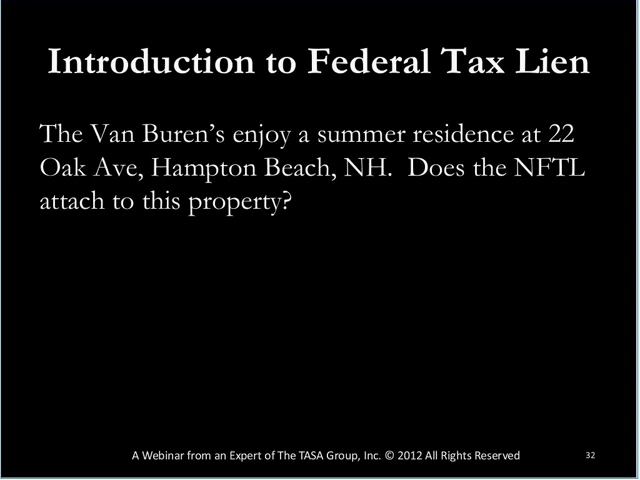 Introduction to Federal Tax Lien
The Van Buren’s enjoy a summer residence at 22
Oak Ave, Hampton Beach, NH.  Does the NFTL
attach to this property?
A Webinar from an Expert of The TASA Group, Inc. © 2012 All Rights Reserved
32